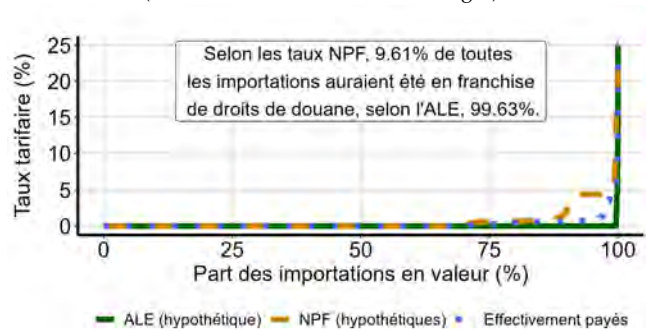 25
20
15
10
5
0
Taux tarifaire (%)
Selon les taux NPF, 9.61% de toutes
les importations auraient été en franchise
de droits de douane, selon l'ALE, 99.63%.
0 25 50 75 100
Part des importations en valeur (%)
ALE (hypothétique) NPF (hypothétiques) Effectivement payés